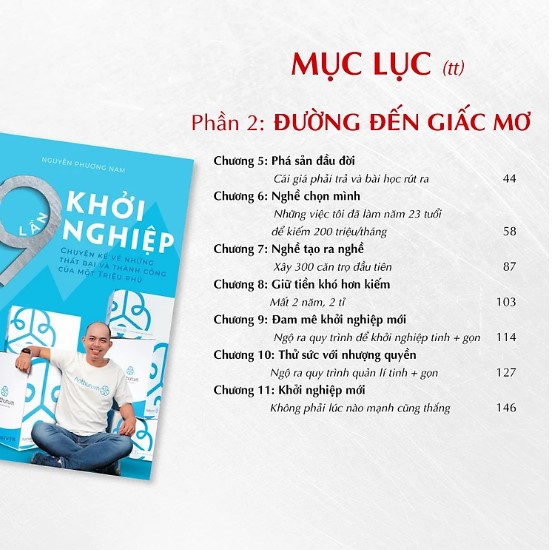 MỤC LỤC (tt)
Phần 2: ĐƯỜNG ĐẾN GIẤC MƠ
Chương 5: Phá sản đầu đời
Cái giá phải trả và bài học rút ra 44
Chương 6: Nghề chọn mình
Những việc tôi đã làm năm 23 tuổi
để kiếm 200 triệu/tháng 58
Chương 7: Nghề tạo ra nghề
Xây 300 căn trọ đầu tiên 87
Chương 8: Giữ tiền khó hơn kiếm
Mất 2 năm, 2 tỉ 103
Chương 9: Đam mê khởi nghiệp mới
Ngộ ra quy trình để khởi nghiệp tinh + gọn 114
Chương 10: Thử sức với nhượng quyền
Ngộ ra quy trình quản lí tinh + gọn 127
Chương 11: Khởi nghiệp mới
Không phải lúc nào mạnh cũng thắng 146
NGUYỄN PHƯƠNG NAM
9 LẦN
KHỞI
NGHIỆP
CHUYỆN KỂ VỀ NHỮNG
THẤT BẠI VÀ THÀNH CÔNG
CỦA MỘT TRIỆU PHÚ